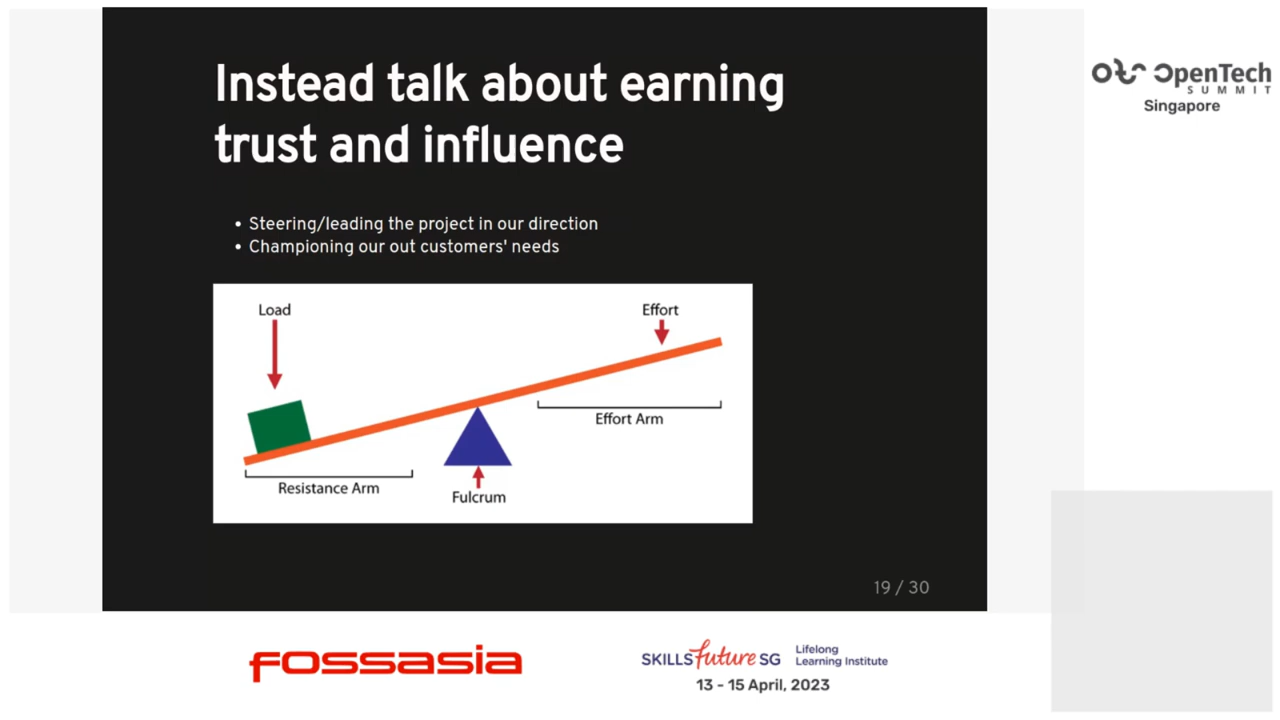 Instead talk about earning
trust and influence
• Steering/leading the project in our direction
• Championing our out customers' needs
Load
Effort
Effort Arm
Resistance Arm
Fulcrum
19 / 30
OpenTech
SUMMIT
Singapore
fossasia
SKILLSfuture SG
Lifelong
Learning Institute
13 - 15 April, 2023